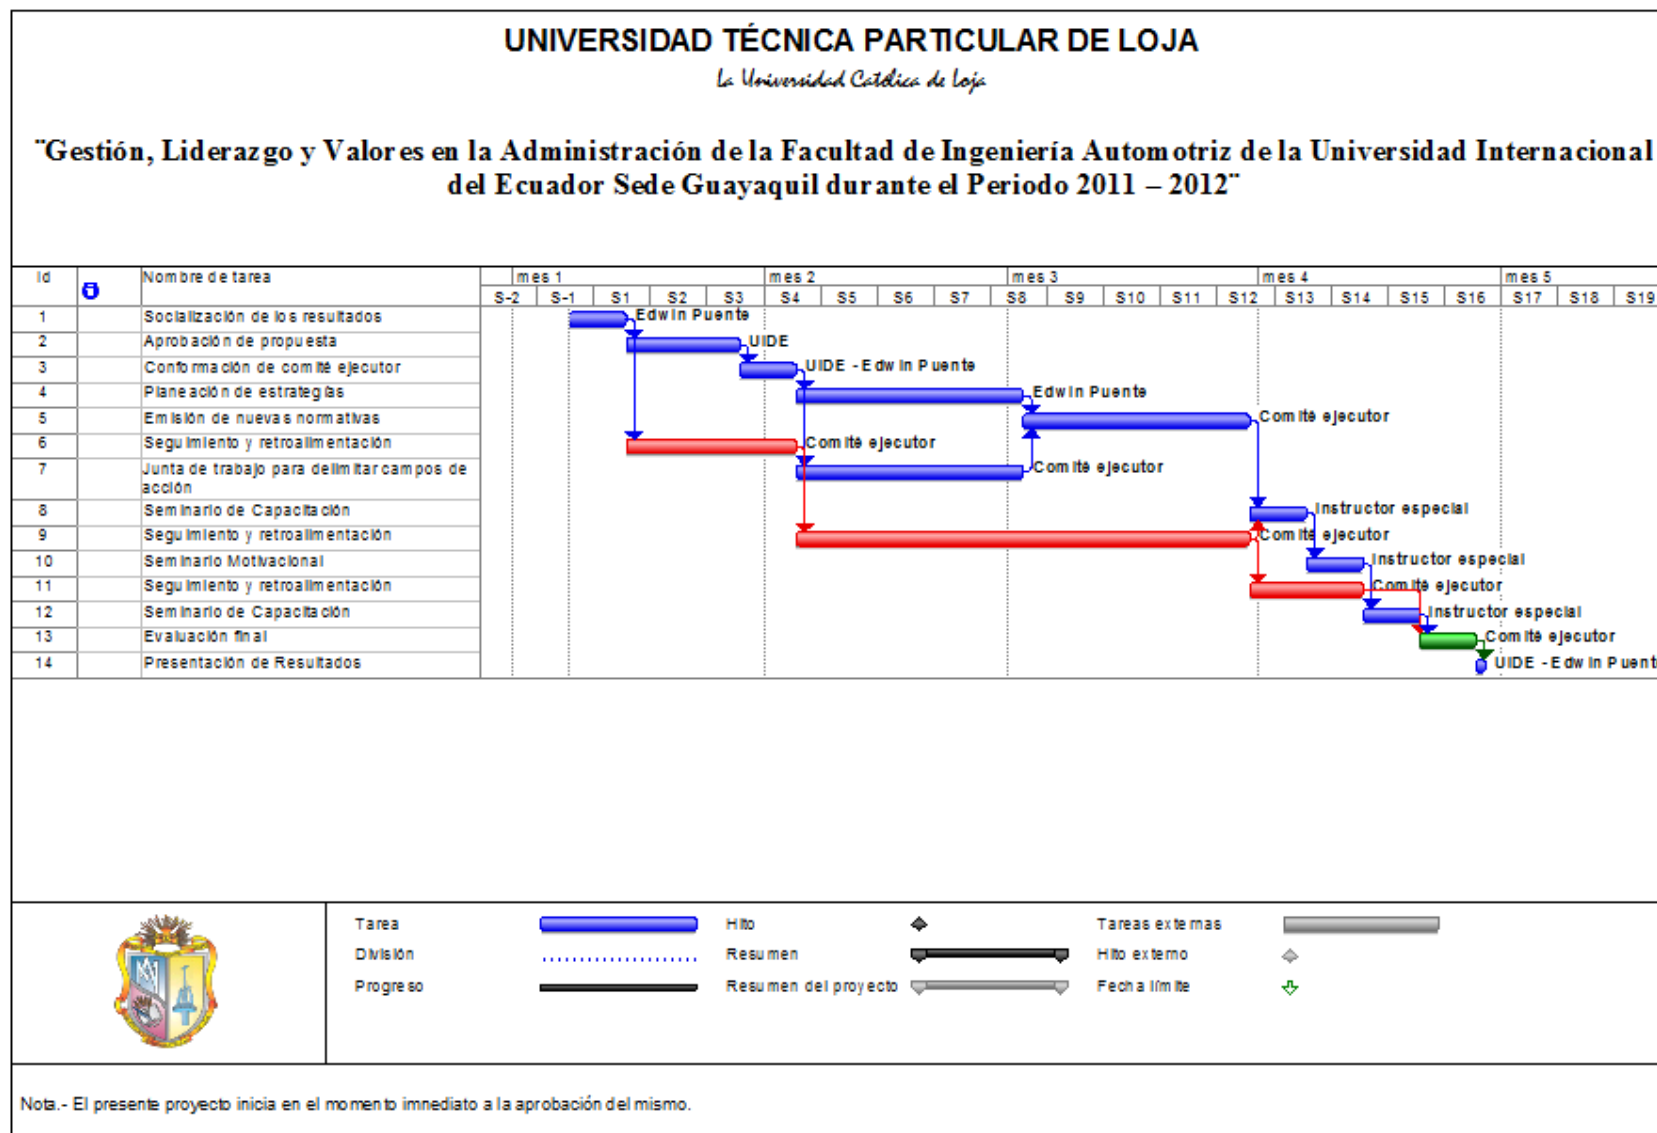 UNIVERSIDAD TÉCNICA PARTICULAR DE LOJA
La Universidad Católica de Loja
¨Gestión, Liderazgo y Valores en la Administración de la Facultad de Ingeniería Automotriz de la Universidad Internacional
del Ecuador Sede Guayaquil durante el Periodo 2011 – 2012¨
Id Nombre de tarea mes 1 mes 2 mes 3 mes 4 mes 5
S-2 S-1 S1 S2 S3 S4 S5 S6 S7 S8 S9 S10 S11 S12 S13 S14 S15 S16 S17 S18 S19
1 Socialización de los resultados Edwin Puente
2 Aprobación de propuesta UIDE
3 Conformación de comité ejecutor UIDE - Edwin Puente
4 Planeación de estrategias Edwin Puente
5 Emisión de nuevas normativas Comité ejecutor
6 Seguimiento y retroalimentación Comité ejecutor
7 Junta de trabajo para delimitar campos de Comité ejecutor
acción
8 Seminario de Capacitación Instructor especial
9 Seguimiento y retroalimentación Comité ejecutor
10 Seminario Motivacional Instructor especial
11 Seguimiento y retroalimentación Comité ejecutor
12 Seminario de Capacitación Instructor especial
13 Evaluación final Comité ejecutor
14 Presentación de Resultados UIDE - Edwin Puent
Tarea Hito Tareas externas
División Resumen Hito externo
Progreso Resumen del proyecto Fecha límite
Nota.- El presente proyecto inicia en el momento imnediato a la aprobación del mismo.